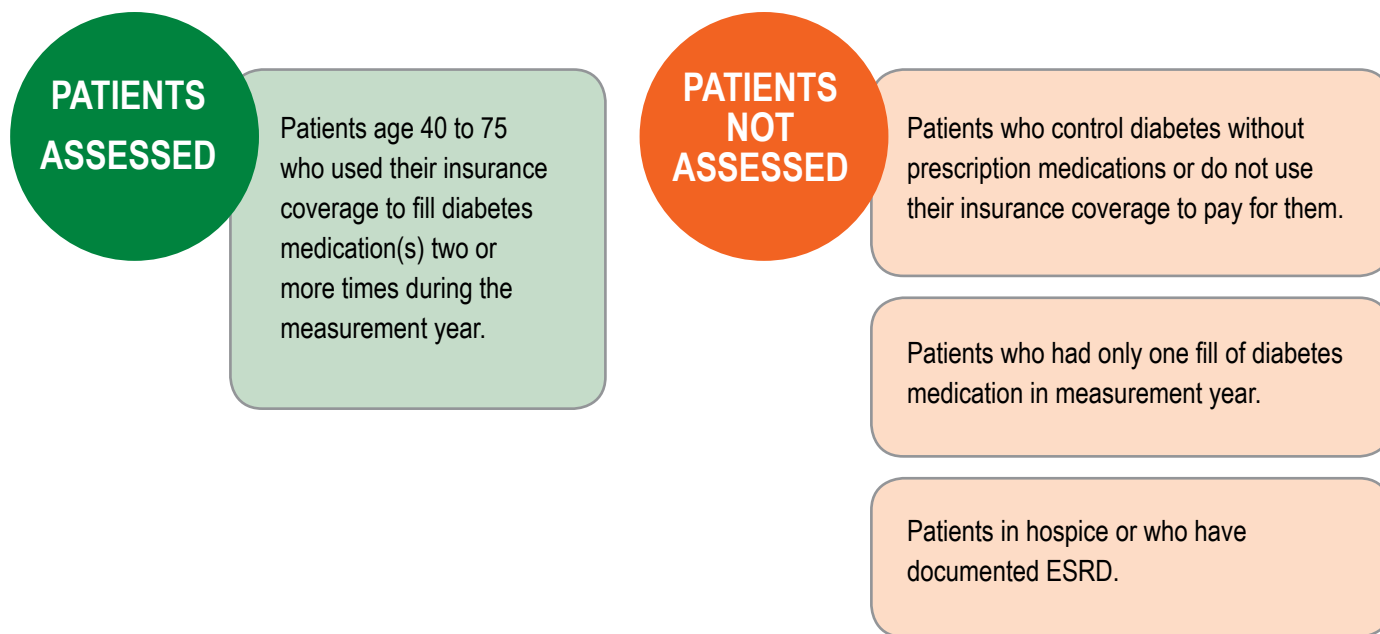 PATIENTS
ASSESSED
Patients age 40 to 75
who used their insurance
coverage to fill diabetes
medication(s) two or
more times during the
measurement year.
PATIENTS
NOT
ASSESSED
Patients who control diabetes without
prescription medications or do not use
their insurance coverage to pay for them.
Patients who had only one fill of diabetes
medication in measurement year.
Patients in hospice or who have
documented ESRD.